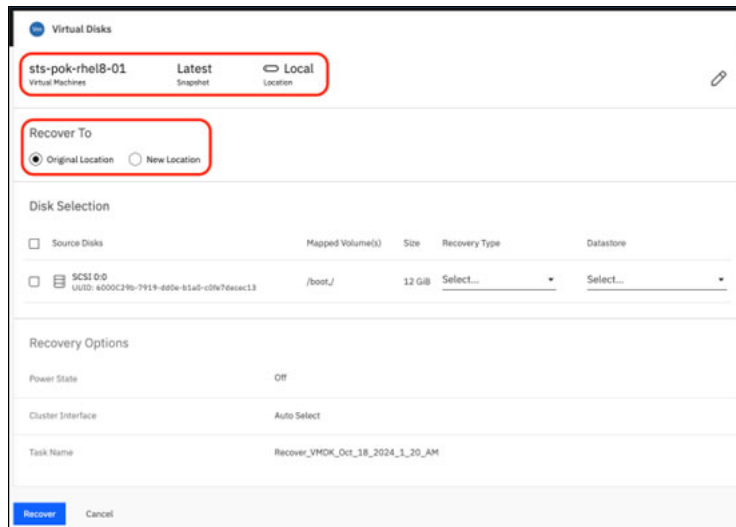 Virtual Disks
sts-pok-rhel8-01 Latest Local
Virtual Machines Snapshot Location
Recover To
Original Location New Location
Disk Selection
Source Disks Mapped Volume(s) Size Recovery Type Datastore
SCSI 0:0
UUID: 6000C29b-7919-dd0e-b1a0-c0fe7decec13 /boot,/ 12 GiB Select... Select...
Recovery Options
Power State Off
Cluster Interface Auto Select
Task Name Recover_VMDK_Oct_18_2024_1_20_AM
Recover Cancel